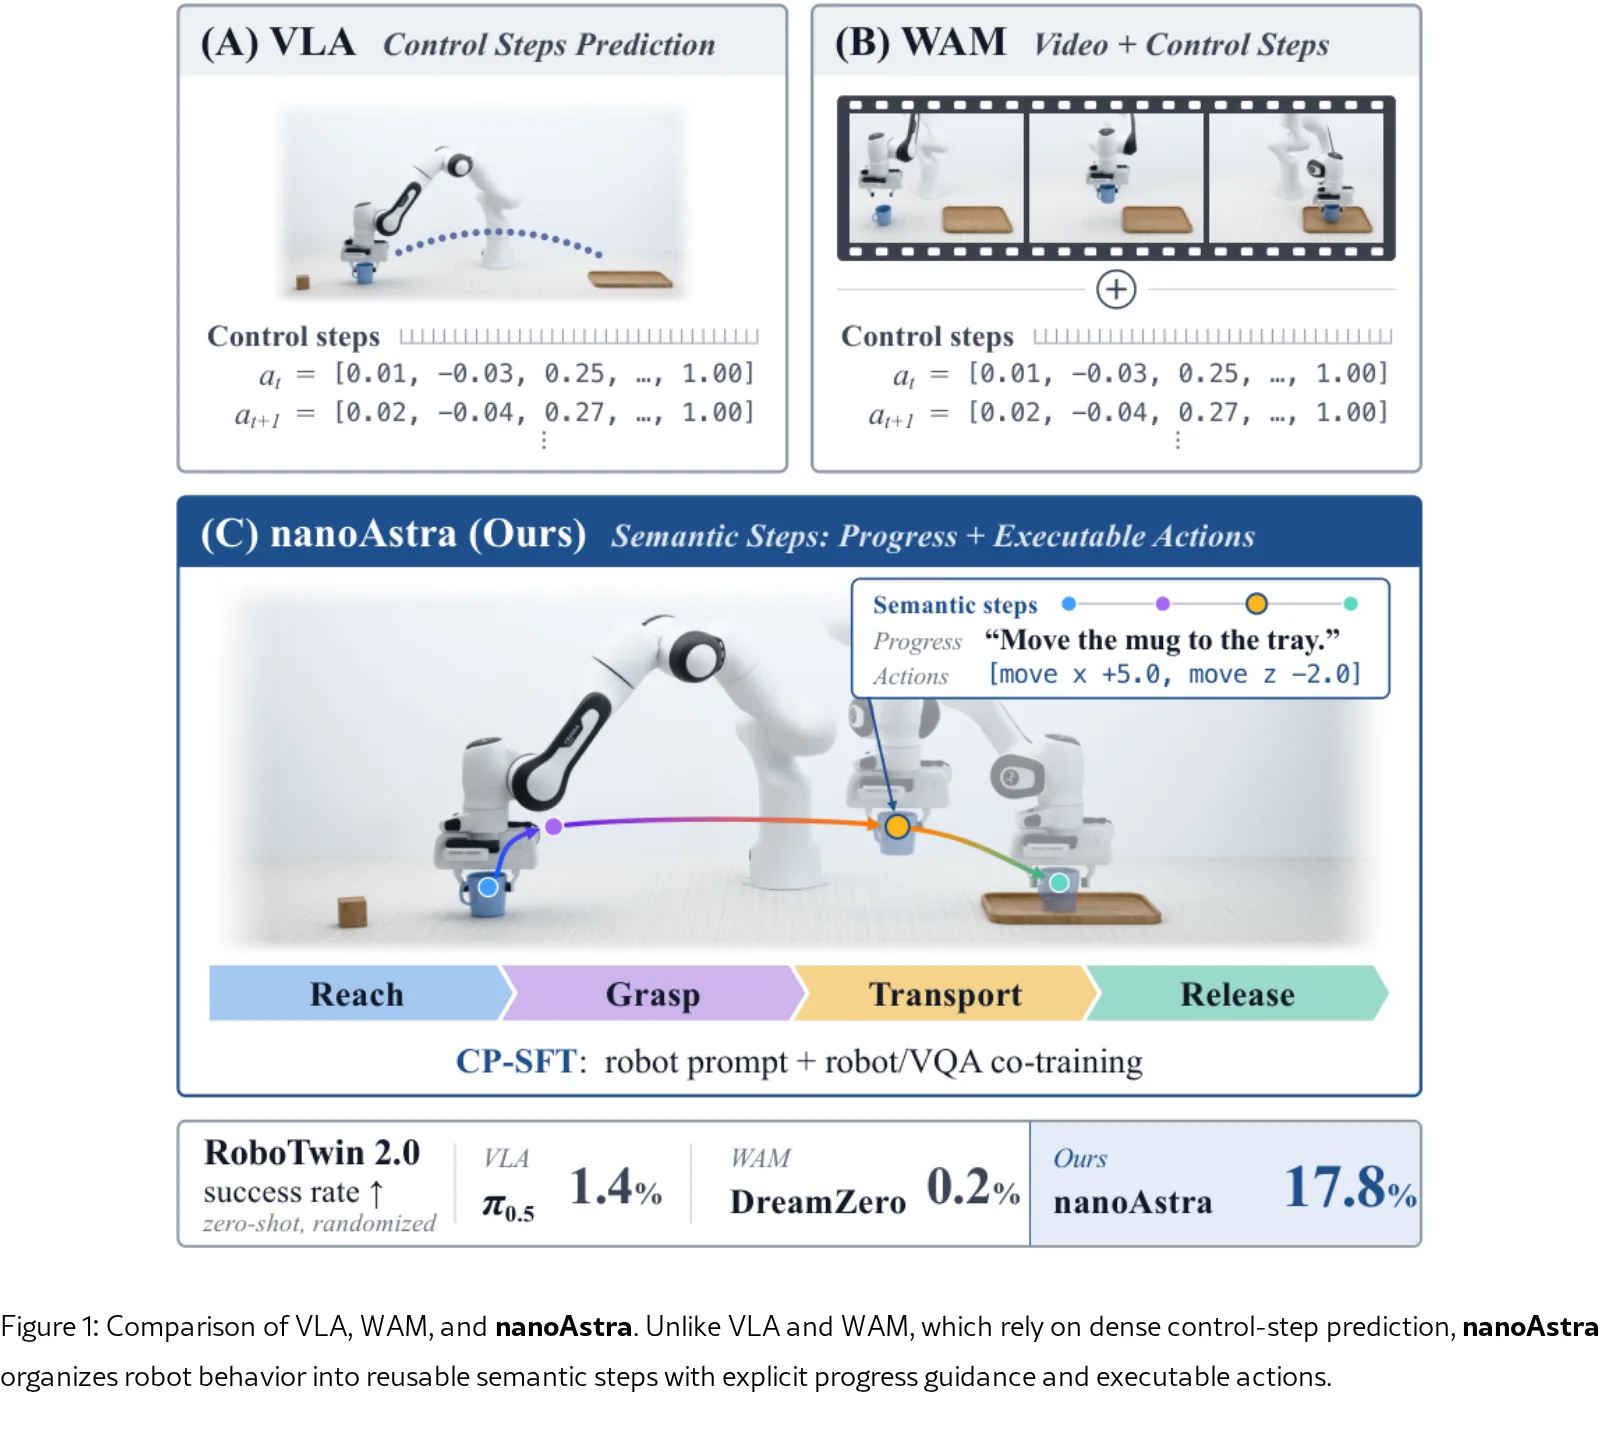 (A) VLA Control Steps Prediction
Control steps
aₜ = [0.01, −0.03, 0.25, …, 1.00]
aₜ₊₁ = [0.02, −0.04, 0.27, …, 1.00]
⋮
(B) WAM Video + Control Steps
+
Control steps
aₜ = [0.01, −0.03, 0.25, …, 1.00]
aₜ₊₁ = [0.02, −0.04, 0.27, …, 1.00]
⋮
(C) nanoAstra (Ours) Semantic Steps: Progress + Executable Actions
Semantic steps
Progress “Move the mug to the tray.”
Actions [move x +5.0, move z −2.0]
Reach Grasp Transport Release
CP-SFT: robot prompt + robot/VQA co-training
RoboTwin 2.0
success rate ↑
zero-shot, randomized
VLA
π₀.₅ 1.4%
WAM
DreamZero 0.2%
Ours
nanoAstra 17.8%
Figure 1: Comparison of VLA, WAM, and nanoAstra. Unlike VLA and WAM, which rely on dense control-step prediction, nanoAstra
organizes robot behavior into reusable semantic steps with explicit progress guidance and executable actions.